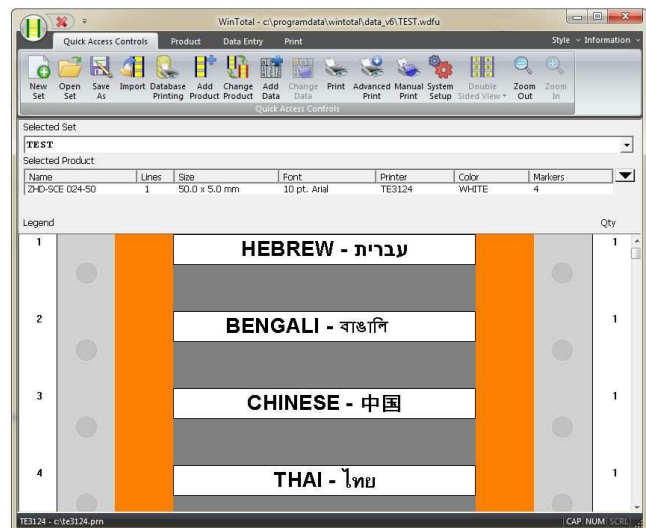 WinTotal - c:\programdata\wintotal\data_v6\TEST.wdfu
Quick Access Controls Product Data Entry Print Style Information
New Set Open Set Save As Import Database Printing Add Product Change Product Add Data Change Data Print Advanced Print Manual Print System Setup Double Sided View Zoom Out Zoom In
Quick Access Controls
Selected Set
TEST
Selected Product
Name Lines Size Font Printer Color Markers
ZHD-SCE 024-50 1 50.0 x 5.0 mm 10 pt. Arial TE3124 WHITE 4
Legend Qty
1 HEBREW - עברית 1
2 BENGALI - বাঙালি 1
3 CHINESE - 中国 1
4 THAI - ไทย 1
TE3124 - c:\te3124.prn CAP NUM SCRL